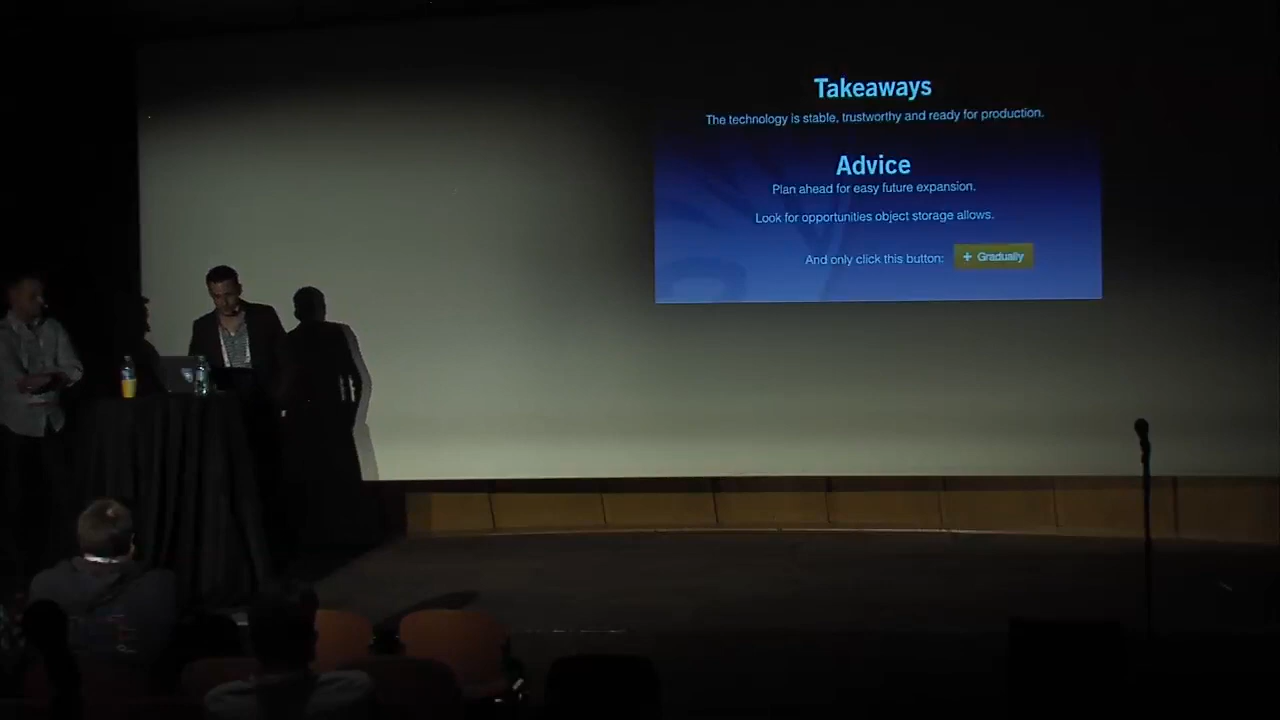 Takeaways
The technology is stable, trustworthy and ready for production.
Advice
Plan ahead for easy future expansion.
Look for opportunities object storage allows.
And only click this button: + Gradually